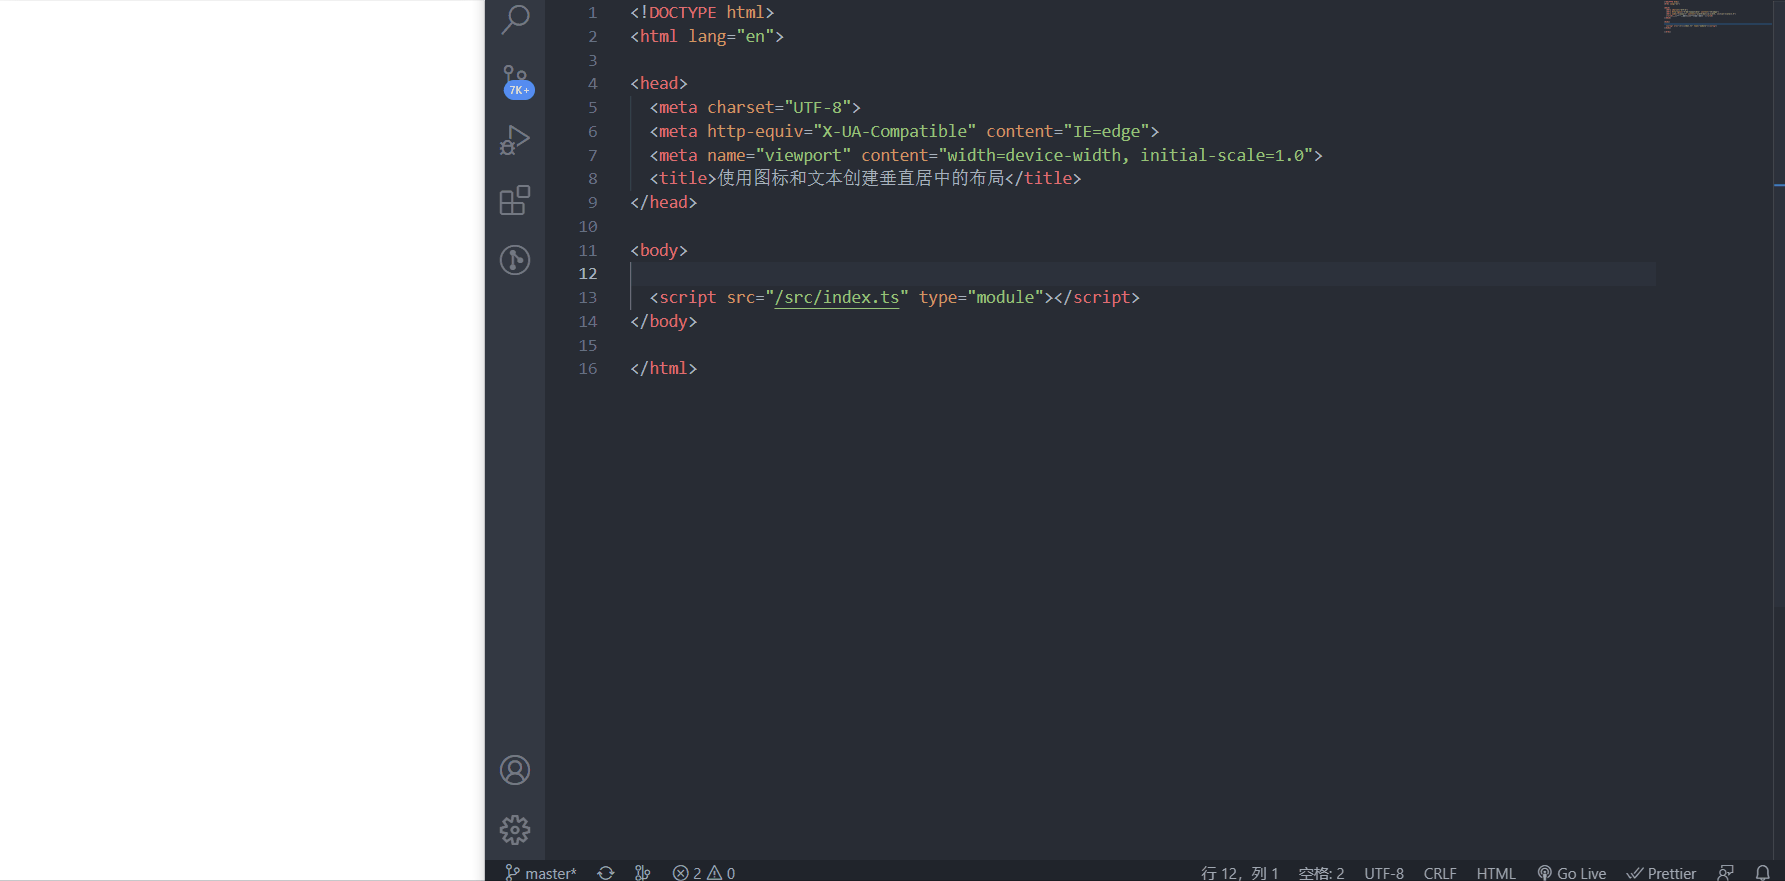 7K+
1 <!DOCTYPE html>
2 <html lang="en">
3
4 <head>
5 <meta charset="UTF-8">
6 <meta http-equiv="X-UA-Compatible" content="IE=edge">
7 <meta name="viewport" content="width=device-width, initial-scale=1.0">
8 <title>使用图标和文本创建垂直居中的布局</title>
9 </head>
10
11 <body>
12
13 <script src="/src/index.ts" type="module"></script>
14 </body>
15
16 </html>
master* 2 0 行 12，列 1 空格: 2 UTF-8 CRLF HTML Go Live Prettier